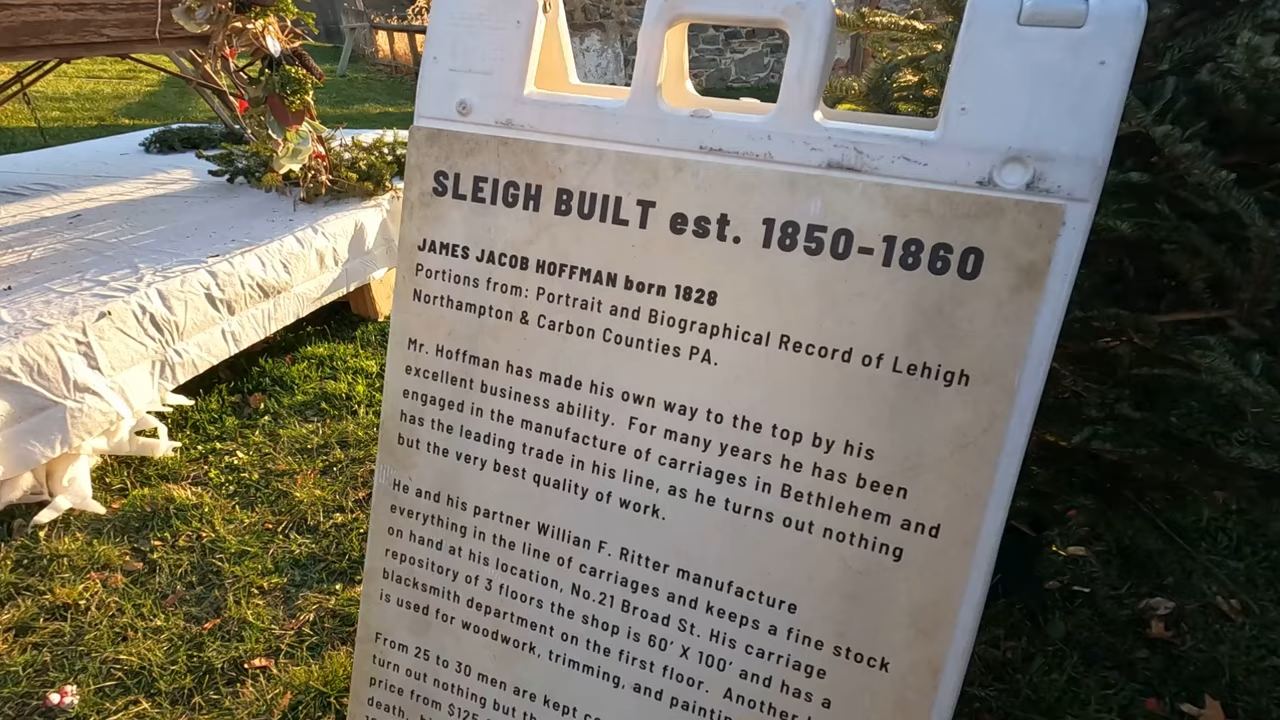 SLEIGH BUILT est. 1850-1860
JAMES JACOB HOFFMAN born 1828
Portions from: Portrait and Biographical Record of Lehigh
Northampton & Carbon Counties PA.
Mr. Hoffman has made his own way to the top by his
excellent business ability. For many years he has been
engaged in the manufacture of carriages in Bethlehem and
has the leading trade in his line, as he turns out nothing
but the very best quality of work.
He and his partner Willian F. Ritter manufacture
everything in the line of carriages and keeps a fine stock
on hand at his location, No.21 Broad St. His carriage
repository of 3 floors the shop is 60' X 100' and has a
blacksmith department on the first floor. Another
is used for woodwork, trimming, and
From 25 to 30 men are kept
turn out nothing but
price from $125
death.